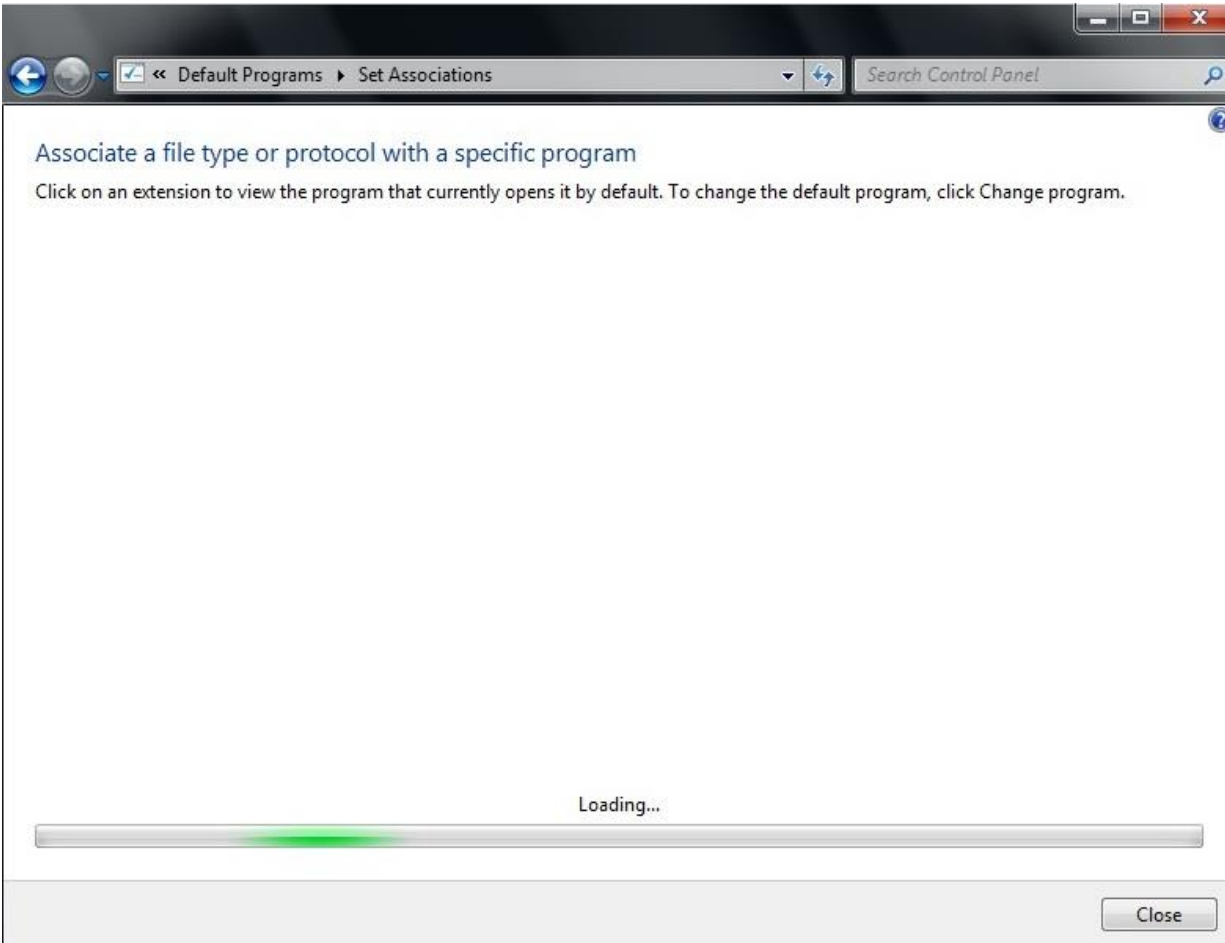 « Default Programs ▸ Set Associations
Search Control Panel
Associate a file type or protocol with a specific program
Click on an extension to view the program that currently opens it by default. To change the default program, click Change program.
Loading...
Close